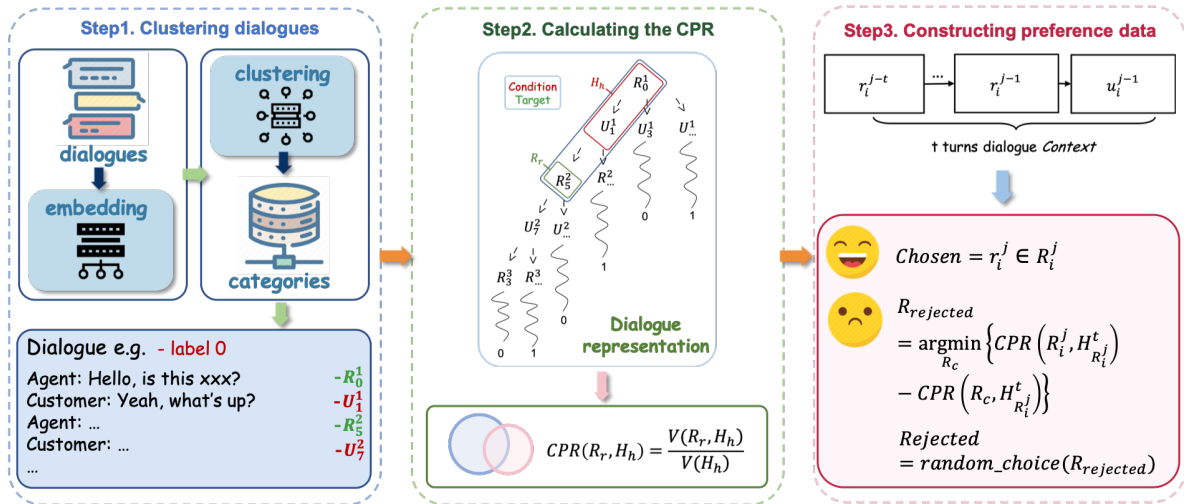 Step1. Clustering dialogues
dialogues
embedding
clustering
categories
Dialogue e.g. - label 0
Agent: Hello, is this xxx? -R_0^1
Customer: Yeah, what's up? -U_1^1
Agent: … -R_5^2
Customer: … -U_7^2
…
Step2. Calculating the CPR
Condition
Target
H_h
R_0^1
U_1^1 U_3^1 U_…^1
R_r
R_5^2 R_…^2
0 1
U_7^2 U_…^2
1
R_3^3 R_…^3
0
0 1
Dialogue
representation
CPR(R_r, H_h) = V(R_r, H_h) / V(H_h)
Step3. Constructing preference data
r_i^{j-t} … r_i^{j-1} u_i^{j-1}
t turns dialogue Context
Chosen = r_i^j ∈ R_i^j
R_{rejected}
= argmin_{R_c} {CPR (R_i^j, H_{R_i^j}^t)
− CPR (R_c, H_{R_i^j}^t)}
Rejected
= random_choice(R_{rejected})